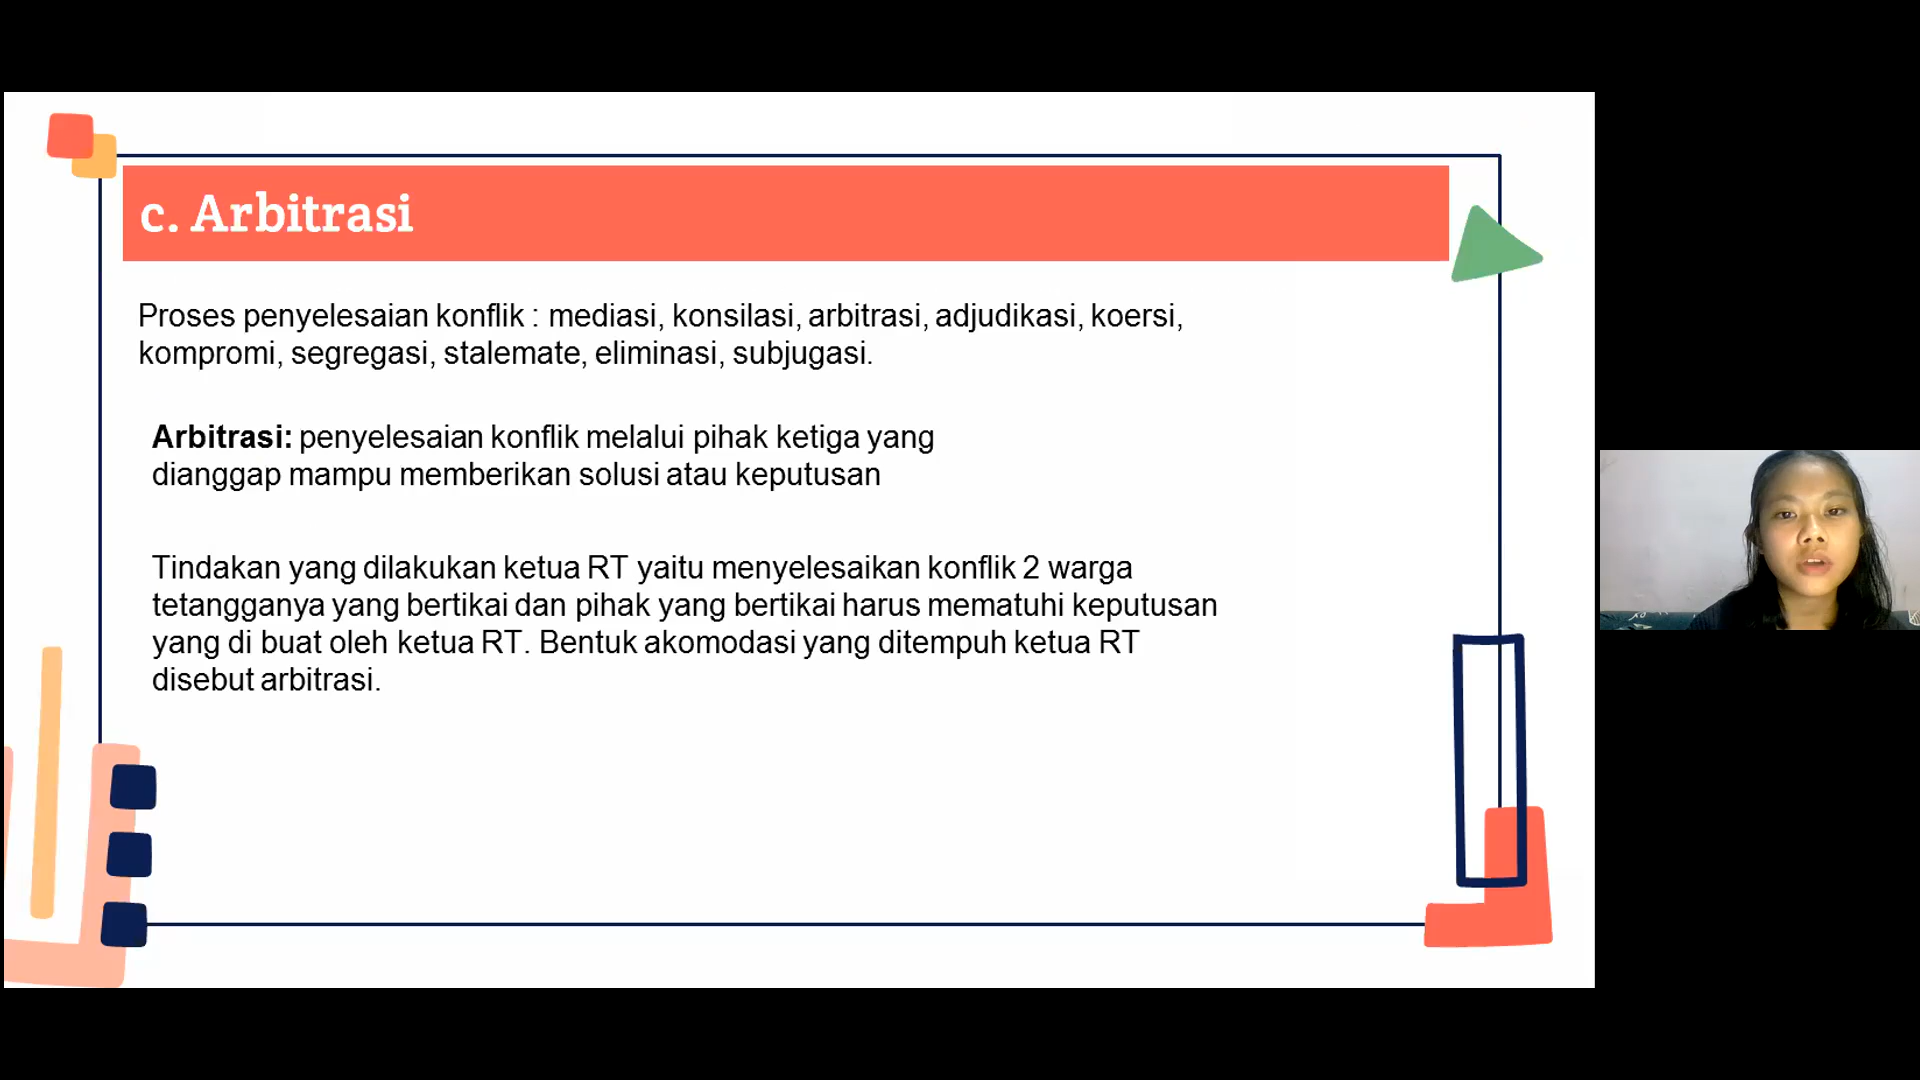 c. Arbitrasi
Proses penyelesaian konflik : mediasi, konsilasi, arbitrasi, adjudikasi, koersi,
kompromi, segregasi, stalemate, eliminasi, subjugasi.
Arbitrasi: penyelesaian konflik melalui pihak ketiga yang
dianggap mampu memberikan solusi atau keputusan
Tindakan yang dilakukan ketua RT yaitu menyelesaikan konflik 2 warga
tetangganya yang bertikai dan pihak yang bertikai harus mematuhi keputusan
yang di buat oleh ketua RT. Bentuk akomodasi yang ditempuh ketua RT
disebut arbitrasi.